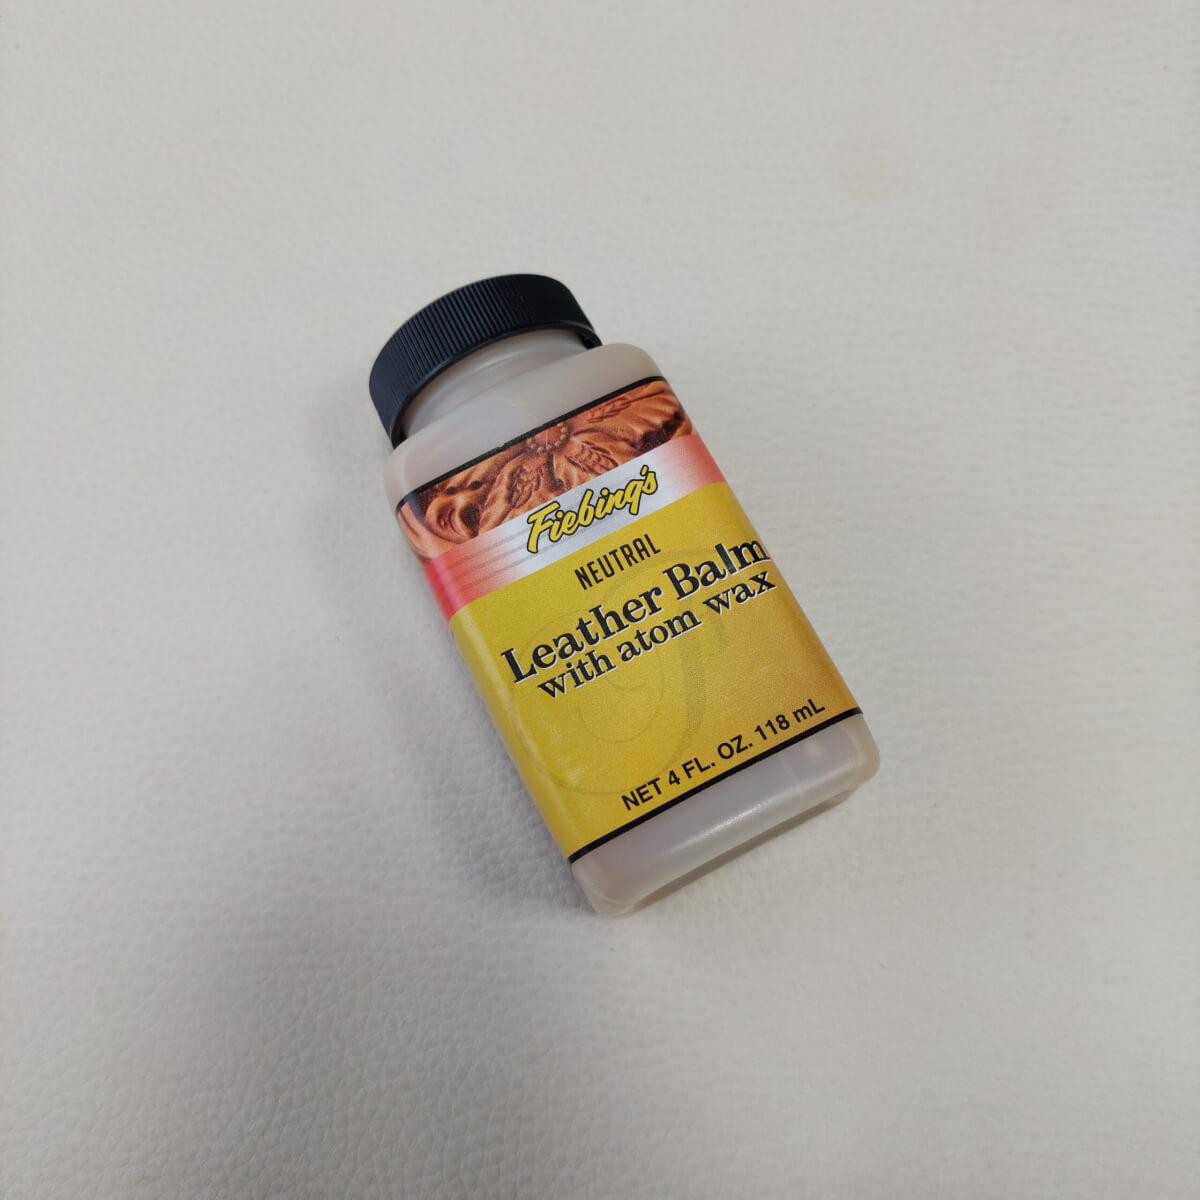 Fiebing's
NEUTRAL
Leather Balm
with atom wax
NET 4 FL. OZ. 118 mL